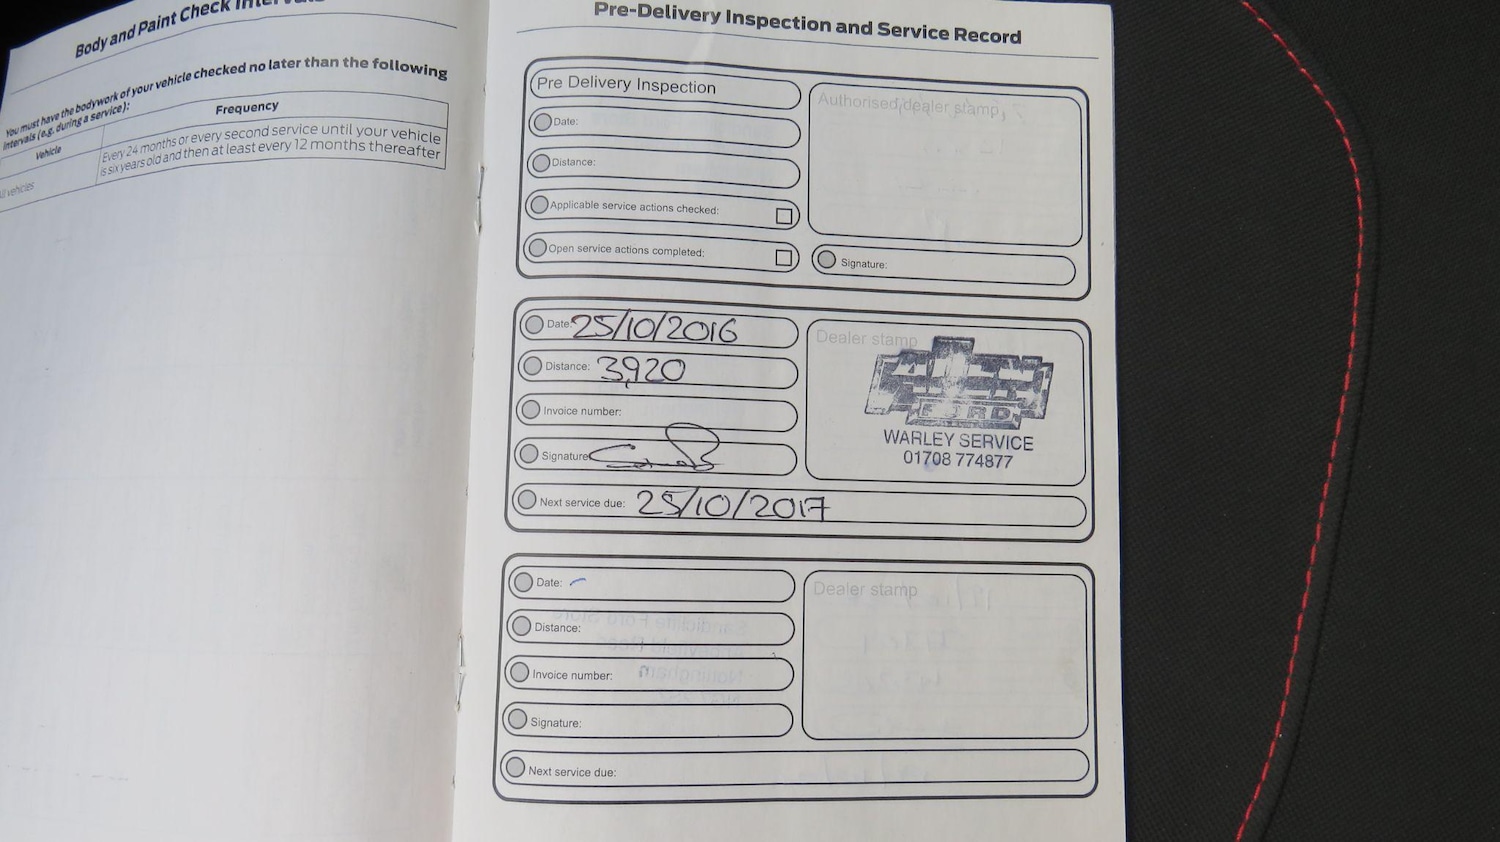 Body and Paint Check Intervals
You must have the bodywork of your vehicle checked no later than the following
intervals (e.g. during a service):
Vehicle
Frequency
All vehicles
Every 24 months or every second service until your vehicle
is six years old and then at least every 12 months thereafter
Pre-Delivery Inspection and Service Record
Pre Delivery Inspection
Date:
Distance:
Applicable service actions checked:
Open service actions completed:
Authorised dealer stamp
Signature:
Date: 25/10/2016
Distance: 3,920
Invoice number:
Signature
Next service due: 25/10/2017
Dealer stamp
FORD
WARLEY SERVICE
01708 774877
Date:
Distance:
Invoice number:
Signature:
Next service due:
Dealer stamp